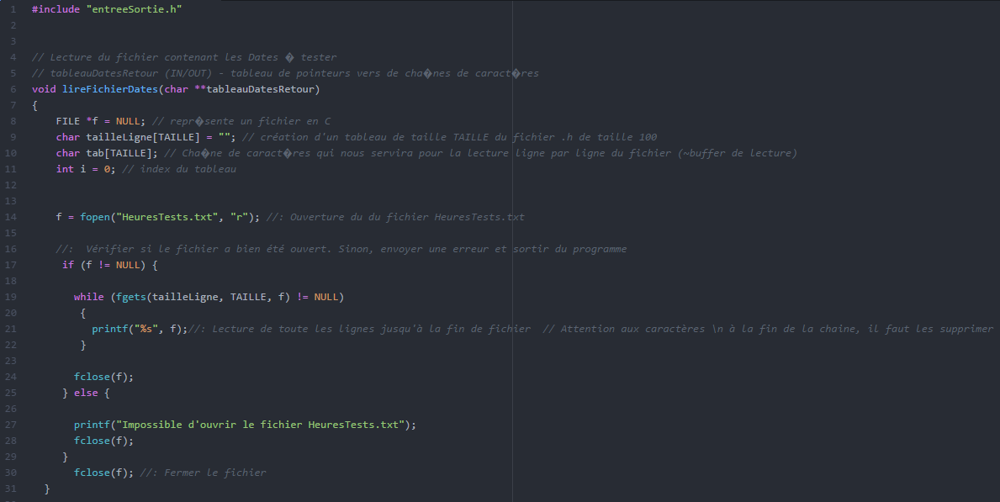 1 #include "entreeSortie.h"
2
3
4 // Lecture du fichier contenant les Dates � tester
5 // tableauDatesRetour (IN/OUT) - tableau de pointeurs vers de cha�nes de caract�res
6 void lireFichierDates(char **tableauDatesRetour)
7 {
8 FILE *f = NULL; // repr�sente un fichier en C
9 char tailleLigne[TAILLE] = ""; // création d'un tableau de taille TAILLE du fichier .h de taille 100
10 char tab[TAILLE]; // Cha�ne de caract�res qui nous servira pour la lecture ligne par ligne du fichier (~buffer de lecture)
11 int i = 0; // index du tableau
12
13
14 f = fopen("HeuresTests.txt", "r"); //: Ouverture du du fichier HeuresTests.txt
15
16 //:  Vérifier si le fichier a bien été ouvert. Sinon, envoyer une erreur et sortir du programme
17 if (f != NULL) {
18
19 while (fgets(tailleLigne, TAILLE, f) != NULL)
20 {
21 printf("%s", f);//: Lecture de toute les lignes jusqu'à la fin de fichier  // Attention aux caractères \n à la fin de la chaine, il faut les supprimer
22 }
23
24 fclose(f);
25 } else {
26
27 printf("Impossible d'ouvrir le fichier HeuresTests.txt");
28 fclose(f);
29 }
30 fclose(f); //: Fermer le fichier
31 }